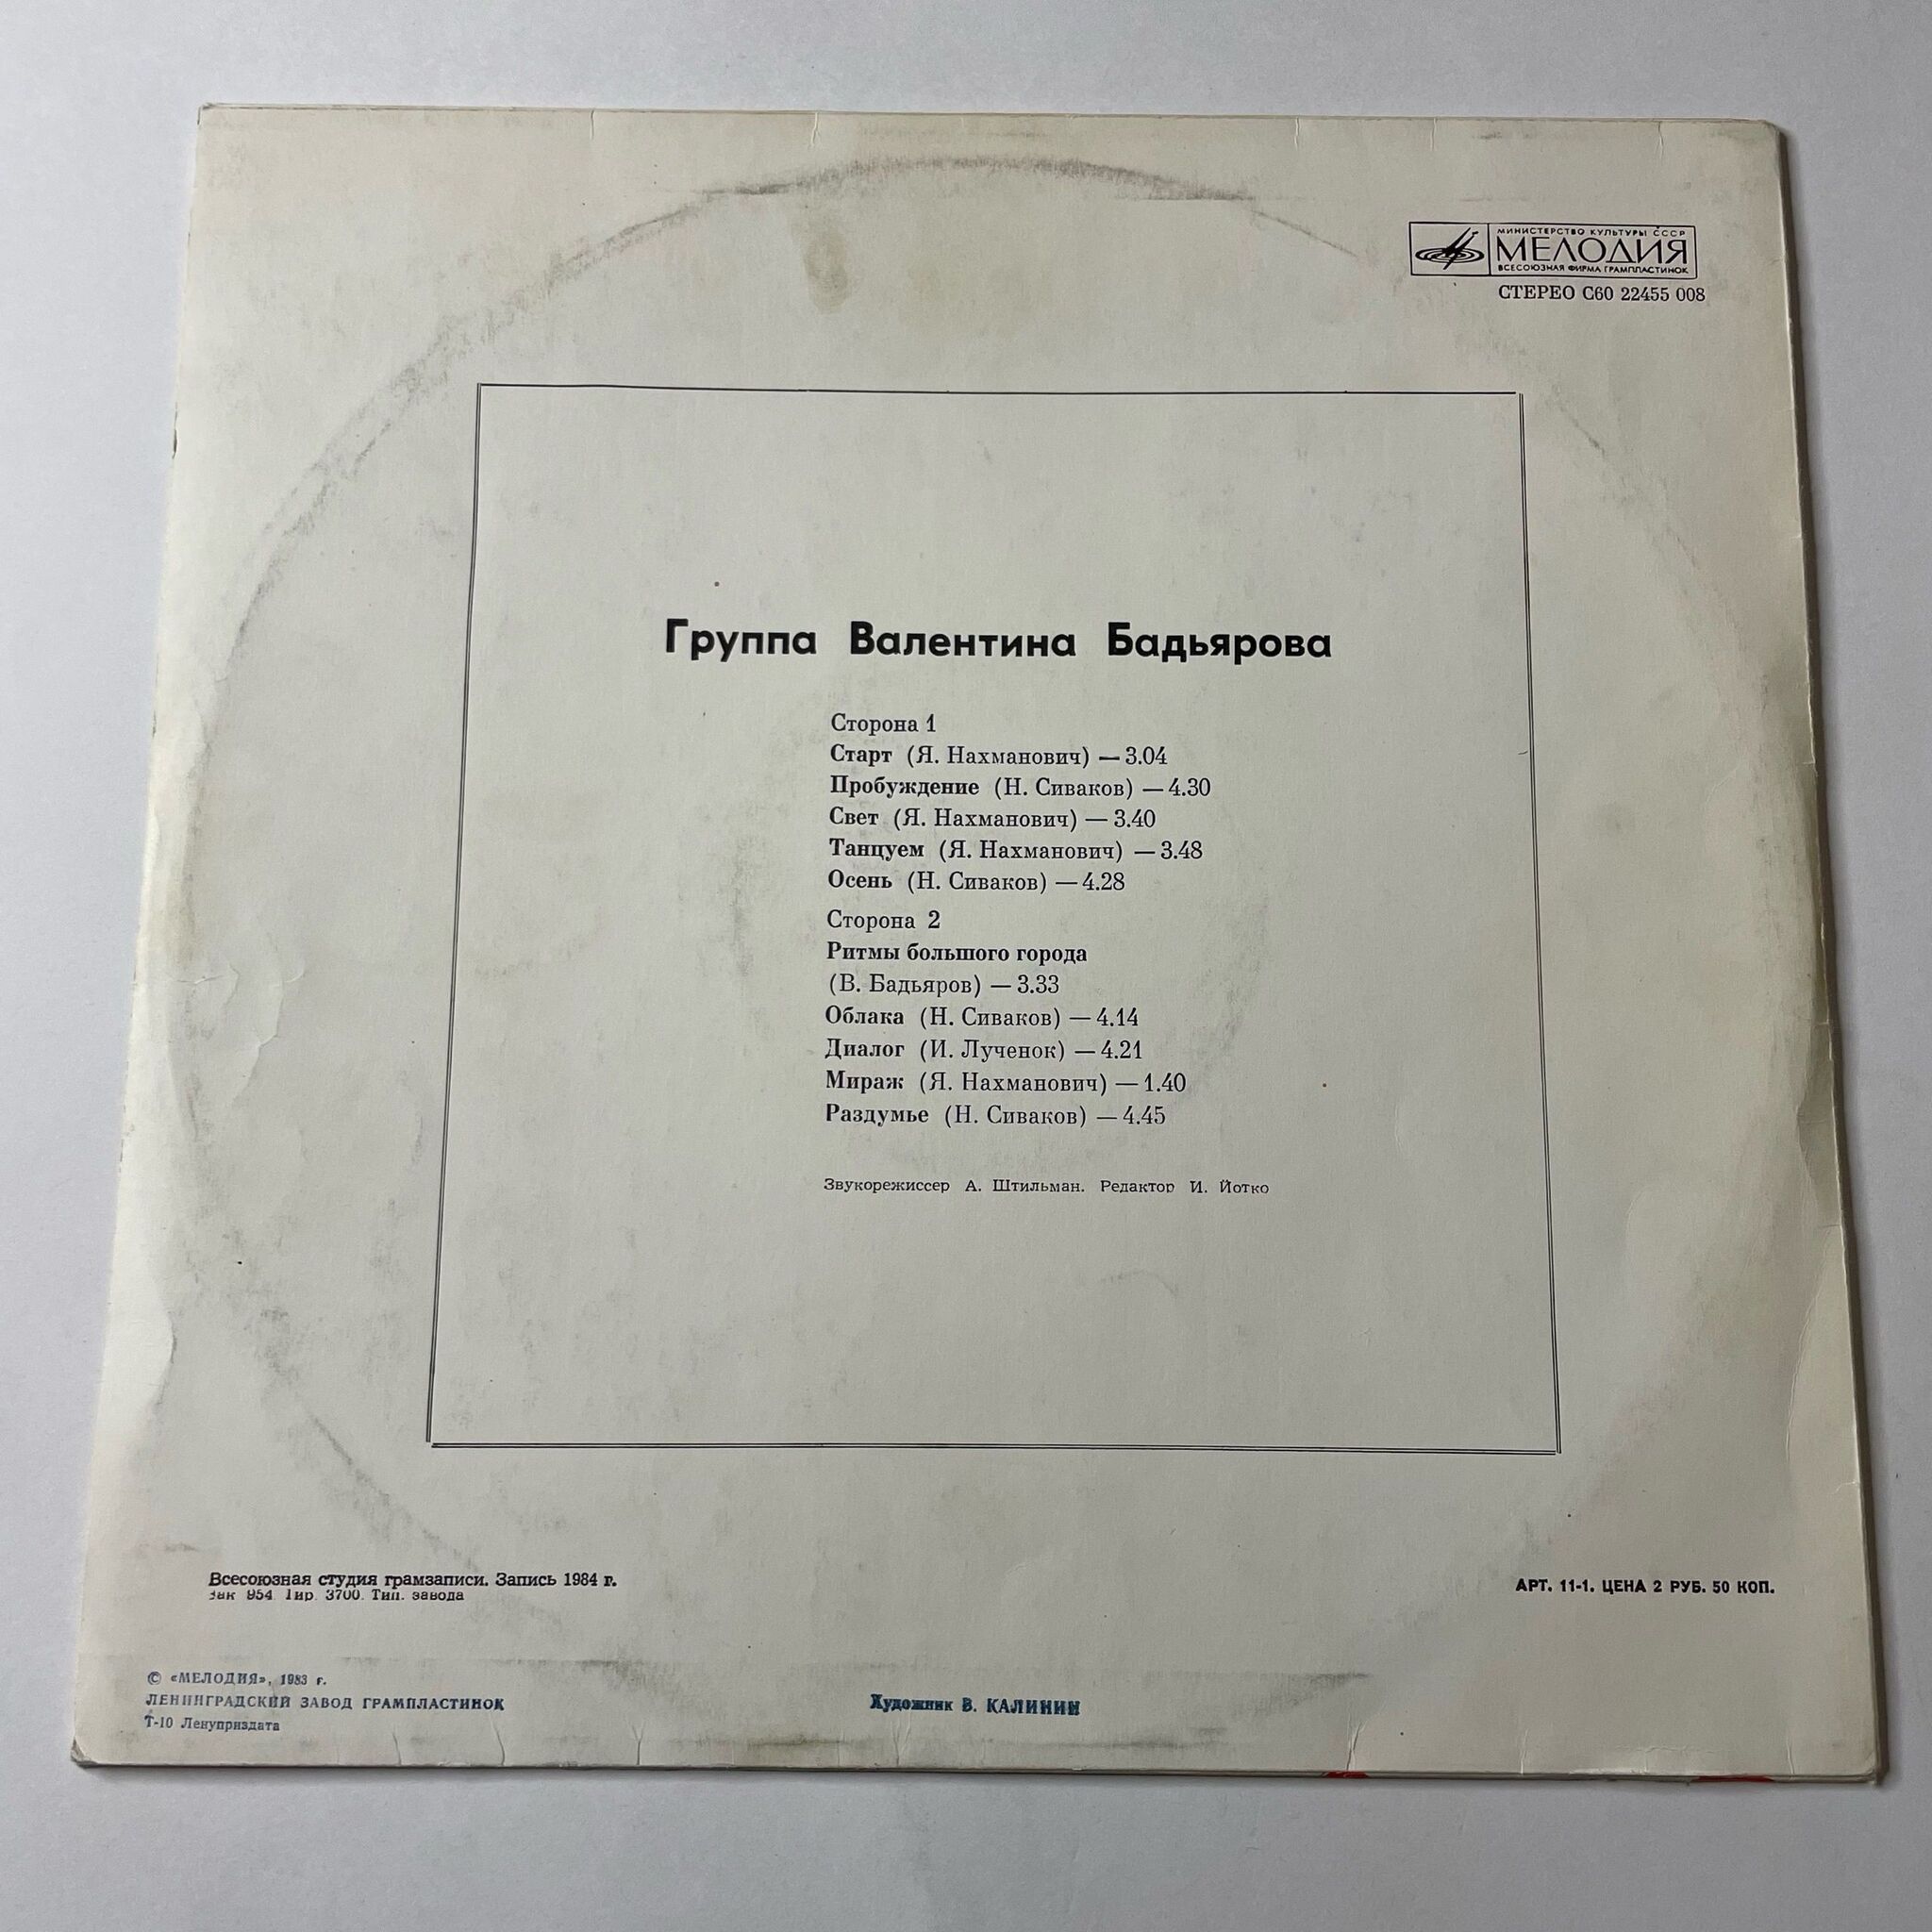 МИНИСТЕРСТВО КУЛЬТУРЫ СССР
МЕЛОДИЯ
ВСЕСОЮЗНАЯ ФИРМА ГРАМПЛАСТИНОК
СТЕРЕО С60 22455 008
Группа Валентина Бадьярова
Сторона 1
Старт (Я. Нахманович) — 3.04
Пробуждение (Н. Сиваков) — 4.30
Свет (Я. Нахманович) — 3.40
Танцуем (Я. Нахманович) — 3.48
Осень (Н. Сиваков) — 4.28
Сторона 2
Ритмы большого города
(В. Бадьяров) — 3.33
Облака (Н. Сиваков) — 4.14
Диалог (И. Лученок) — 4.21
Мираж (Я. Нахманович) — 1.40
Раздумье (Н. Сиваков) — 4.45
Звукорежиссер А. Штильман. Редактор И. Йотко
Всесоюзная студия грамзаписи. Запись 1984 г.
Зак 954 Тир. 3700. Тип. завода
АРТ. 11-1. ЦЕНА 2 РУБ. 50 КОП.
© «МЕЛОДИЯ», 1983 г.
ЛЕНИНГРАДСКИЙ ЗАВОД ГРАМПЛАСТИНОК
Т-10 Ленуприздата
Художник В. КАЛИНИН